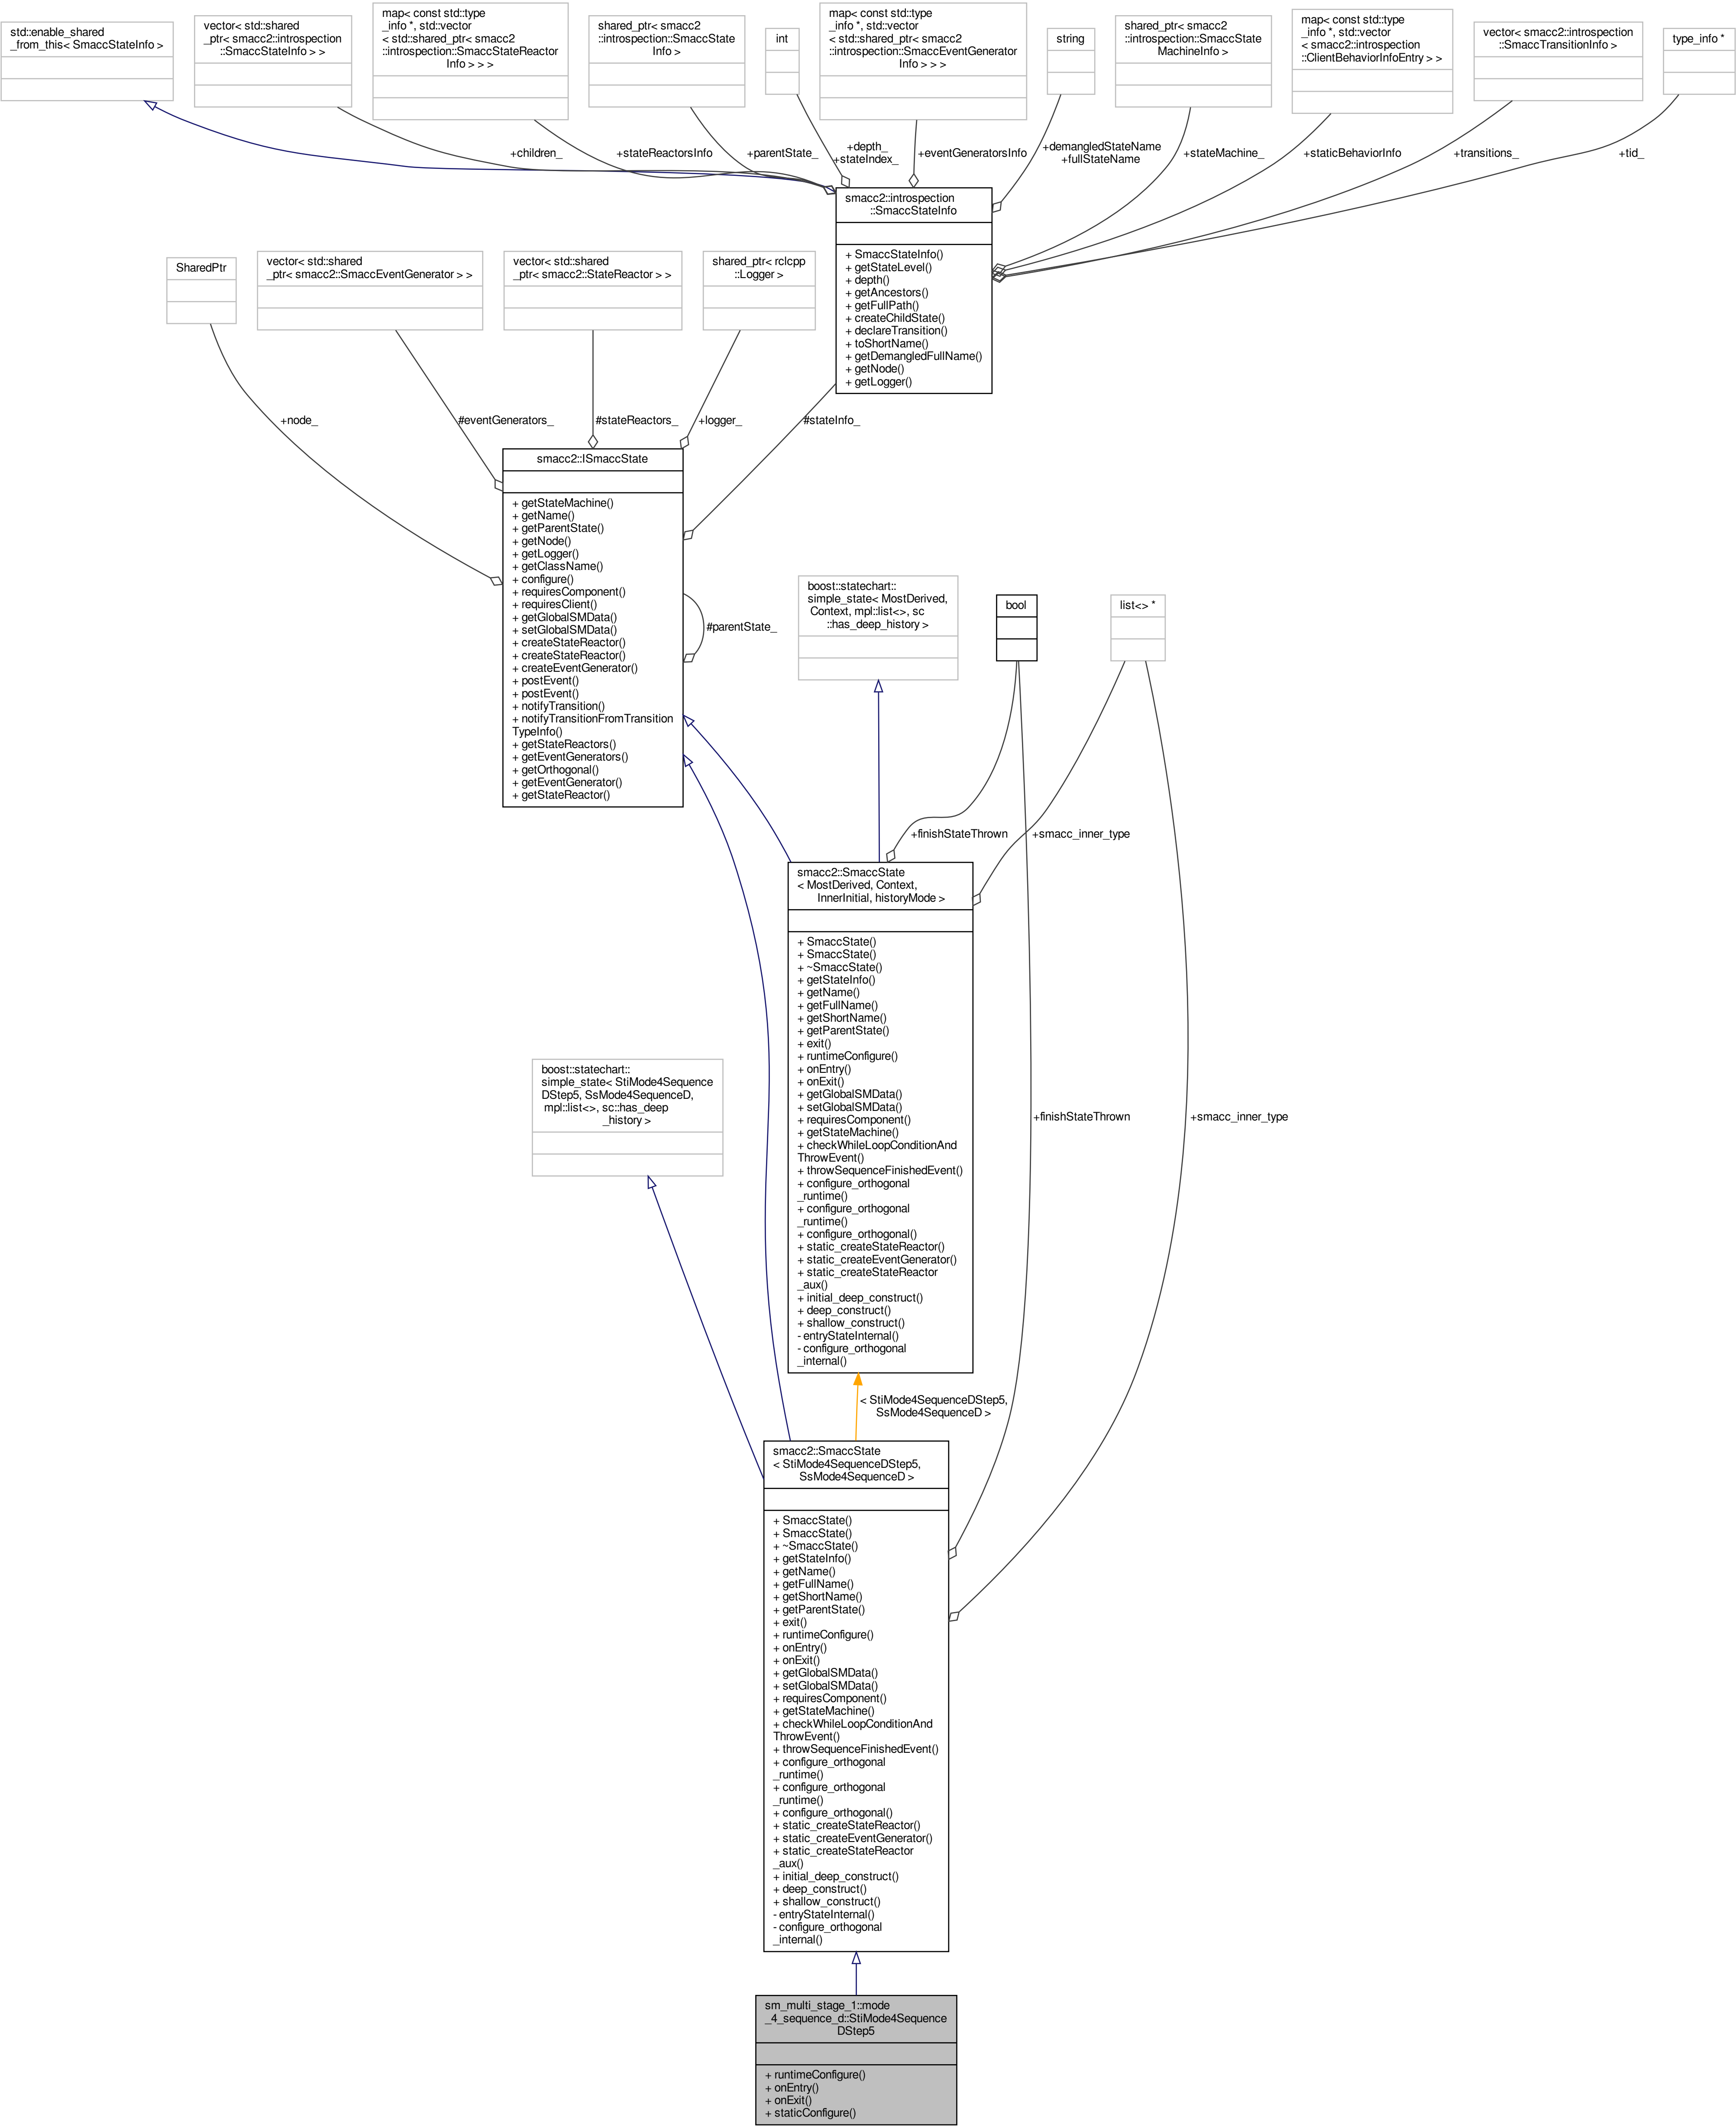 std::enable_shared
_from_this< SmaccStateInfo >
vector< std::shared
_ptr< smacc2::introspection
::SmaccStateInfo > >
map< const std::type
_info *, std::vector
< std::shared_ptr< smacc2
::introspection::SmaccStateReactor
Info > > >
shared_ptr< smacc2
::introspection::SmaccState
Info >
int
map< const std::type
_info *, std::vector
< std::shared_ptr< smacc2
::introspection::SmaccEventGenerator
Info > > >
string
shared_ptr< smacc2
::introspection::SmaccState
MachineInfo >
map< const std::type
_info *, std::vector
< smacc2::introspection
::ClientBehaviorInfoEntry > >
vector< smacc2::introspection
::SmaccTransitionInfo >
type_info *
+children_
+stateReactorsInfo
+parentState_
+depth_
+stateIndex_
+eventGeneratorsInfo
+demangledStateName
+fullStateName
+stateMachine_
+staticBehaviorInfo
+transitions_
+tid_
smacc2::introspection
::SmaccStateInfo
+ SmaccStateInfo()
+ getStateLevel()
+ depth()
+ getAncestors()
+ getFullPath()
+ createChildState()
+ declareTransition()
+ toShortName()
+ getDemangledFullName()
+ getNode()
+ getLogger()
SharedPtr
vector< std::shared
_ptr< smacc2::SmaccEventGenerator > >
vector< std::shared
_ptr< smacc2::StateReactor > >
shared_ptr< rclcpp
::Logger >
+node_
#eventGenerators_
#stateReactors_
+logger_
#stateInfo_
smacc2::ISmaccState
+ getStateMachine()
+ getName()
+ getParentState()
+ getNode()
+ getLogger()
+ getClassName()
+ configure()
+ requiresComponent()
+ requiresClient()
+ getGlobalSMData()
+ setGlobalSMData()
+ createStateReactor()
+ createStateReactor()
+ createEventGenerator()
+ postEvent()
+ postEvent()
+ notifyTransition()
+ notifyTransitionFromTransition
TypeInfo()
+ getStateReactors()
+ getEventGenerators()
+ getOrthogonal()
+ getEventGenerator()
+ getStateReactor()
#parentState_
boost::statechart::
simple_state< MostDerived,
Context, mpl::list<>, sc
::has_deep_history >
bool
list<> *
+finishStateThrown
+smacc_inner_type
smacc2::SmaccState
< MostDerived, Context,
InnerInitial, historyMode >
+ SmaccState()
+ SmaccState()
+ ~SmaccState()
+ getStateInfo()
+ getName()
+ getFullName()
+ getShortName()
+ getParentState()
+ exit()
+ runtimeConfigure()
+ onEntry()
+ onExit()
+ getGlobalSMData()
+ setGlobalSMData()
+ requiresComponent()
+ getStateMachine()
+ checkWhileLoopConditionAnd
ThrowEvent()
+ throwSequenceFinishedEvent()
+ configure_orthogonal
_runtime()
+ configure_orthogonal
_runtime()
+ configure_orthogonal()
+ static_createStateReactor()
+ static_createEventGenerator()
+ static_createStateReactor
_aux()
+ initial_deep_construct()
+ deep_construct()
+ shallow_construct()
- entryStateInternal()
- configure_orthogonal
_internal()
boost::statechart::
simple_state< StiMode4Sequence
DStep5, SsMode4SequenceD,
mpl::list<>, sc::has_deep
_history >
+finishStateThrown
+smacc_inner_type
< StiMode4SequenceDStep5,
SsMode4SequenceD >
smacc2::SmaccState
< StiMode4SequenceDStep5,
SsMode4SequenceD >
+ SmaccState()
+ SmaccState()
+ ~SmaccState()
+ getStateInfo()
+ getName()
+ getFullName()
+ getShortName()
+ getParentState()
+ exit()
+ runtimeConfigure()
+ onEntry()
+ onExit()
+ getGlobalSMData()
+ setGlobalSMData()
+ requiresComponent()
+ getStateMachine()
+ checkWhileLoopConditionAnd
ThrowEvent()
+ throwSequenceFinishedEvent()
+ configure_orthogonal
_runtime()
+ configure_orthogonal
_runtime()
+ configure_orthogonal()
+ static_createStateReactor()
+ static_createEventGenerator()
+ static_createStateReactor
_aux()
+ initial_deep_construct()
+ deep_construct()
+ shallow_construct()
- entryStateInternal()
- configure_orthogonal
_internal()
sm_multi_stage_1::mode
_4_sequence_d::StiMode4Sequence
DStep5
+ runtimeConfigure()
+ onEntry()
+ onExit()
+ staticConfigure()